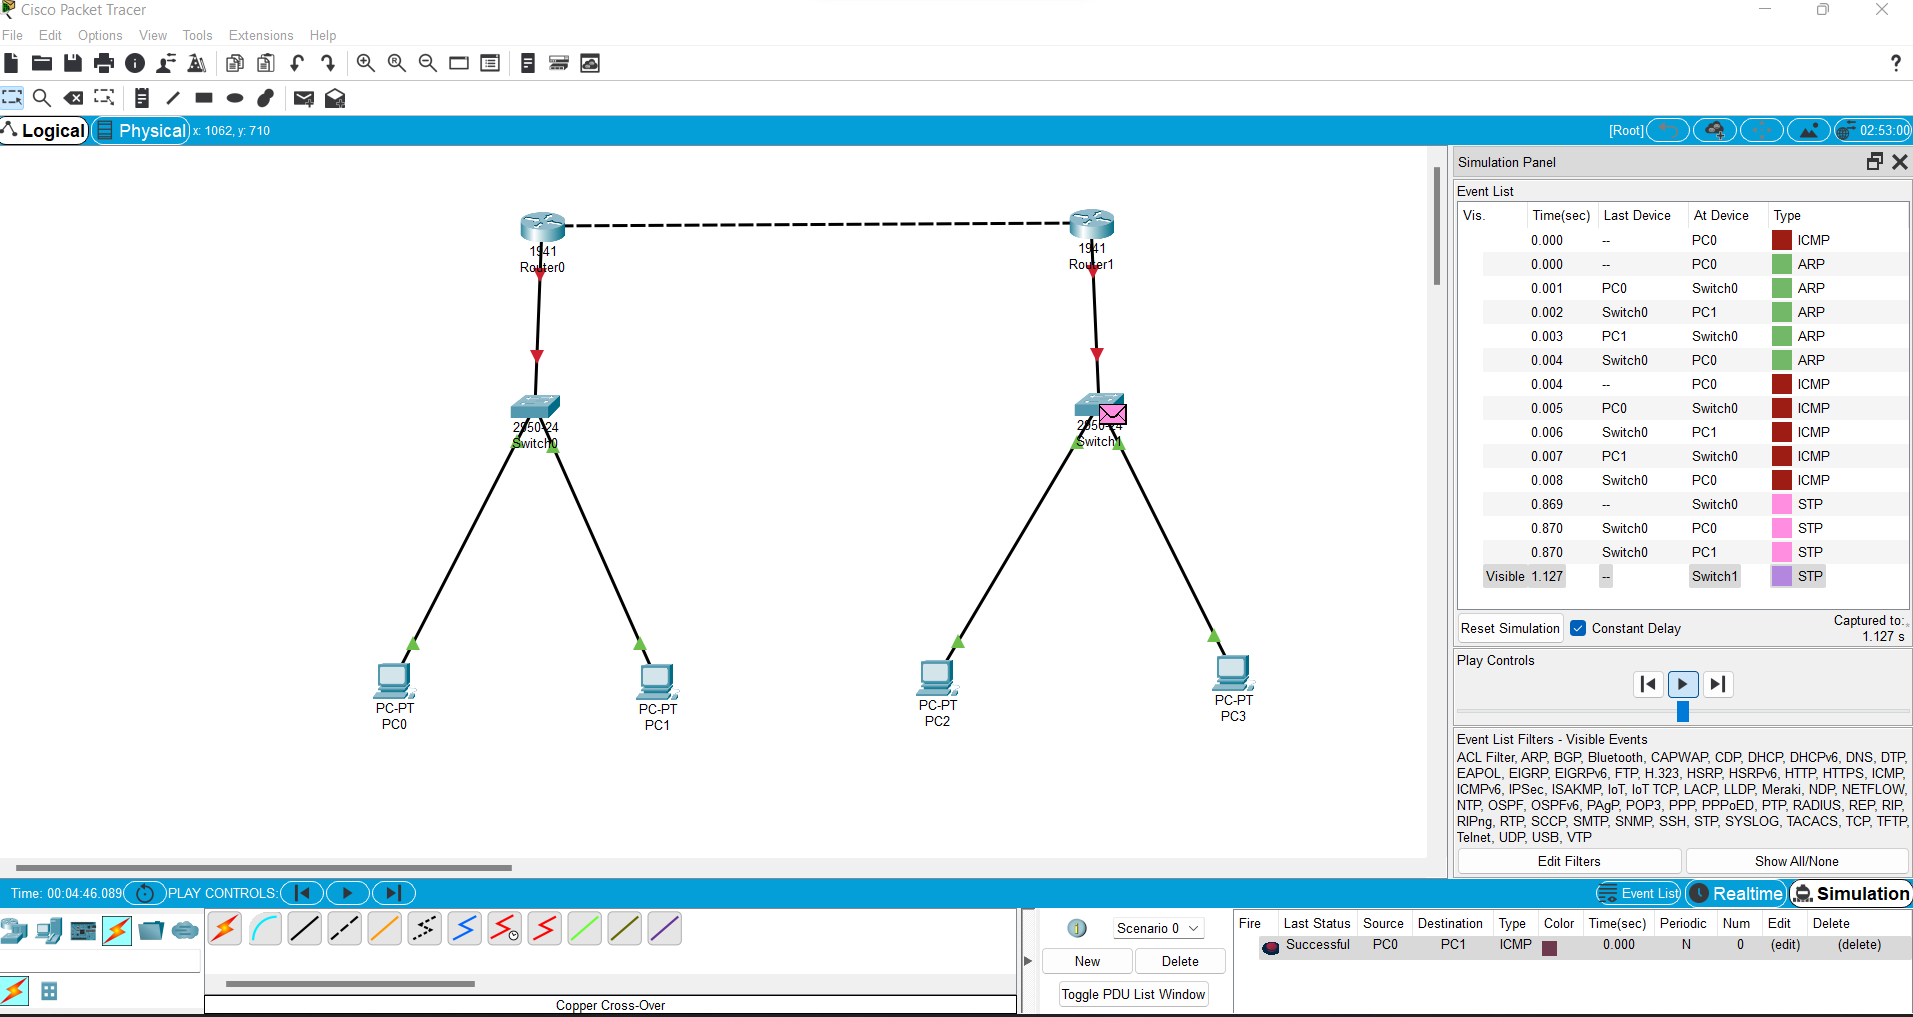 Cisco Packet Tracer
File Edit Options View Tools Extensions Help
Logical Physical x: 1062, y: 710 [Root] 02:53:00
1941
Router0
1941
Router1
2950-24
Switch0
2950-24
Switch1
PC-PT
PC0
PC-PT
PC1
PC-PT
PC2
PC-PT
PC3
Simulation Panel
Event List
Vis. Time(sec) Last Device At Device Type
0.000 -- PC0 ICMP
0.000 -- PC0 ARP
0.001 PC0 Switch0 ARP
0.002 Switch0 PC1 ARP
0.003 PC1 Switch0 ARP
0.004 Switch0 PC0 ARP
0.004 -- PC0 ICMP
0.005 PC0 Switch0 ICMP
0.006 Switch0 PC1 ICMP
0.007 PC1 Switch0 ICMP
0.008 Switch0 PC0 ICMP
0.869 -- Switch0 STP
0.870 Switch0 PC0 STP
0.870 Switch0 PC1 STP
Visible 1.127 -- Switch1 STP
Reset Simulation Constant Delay Captured to:
1.127 s
Play Controls
Event List Filters - Visible Events
ACL Filter, ARP, BGP, Bluetooth, CAPWAP, CDP, DHCP, DHCPv6, DNS, DTP,
EAPOL, EIGRP, EIGRPv6, FTP, H.323, HSRP, HSRPv6, HTTP, HTTPS, ICMP,
ICMPv6, IPSec, ISAKMP, IoT, IoT TCP, LACP, LLDP, Meraki, NDP, NETFLOW,
NTP, OSPF, OSPFv6, PAgP, POP3, PPP, PPPoED, PTP, RADIUS, REP, RIP,
RIPng, RTP, SCCP, SMTP, SNMP, SSH, STP, SYSLOG, TACACS, TCP, TFTP,
Telnet, UDP, USB, VTP
Edit Filters Show All/None
Time: 00:04:46.089 PLAY CONTROLS: Event List Realtime Simulation
Scenario 0
New Delete
Toggle PDU List Window
Fire Last Status Source Destination Type Color Time(sec) Periodic Num Edit Delete
Successful PC0 PC1 ICMP 0.000 N 0 (edit) (delete)
Copper Cross-Over